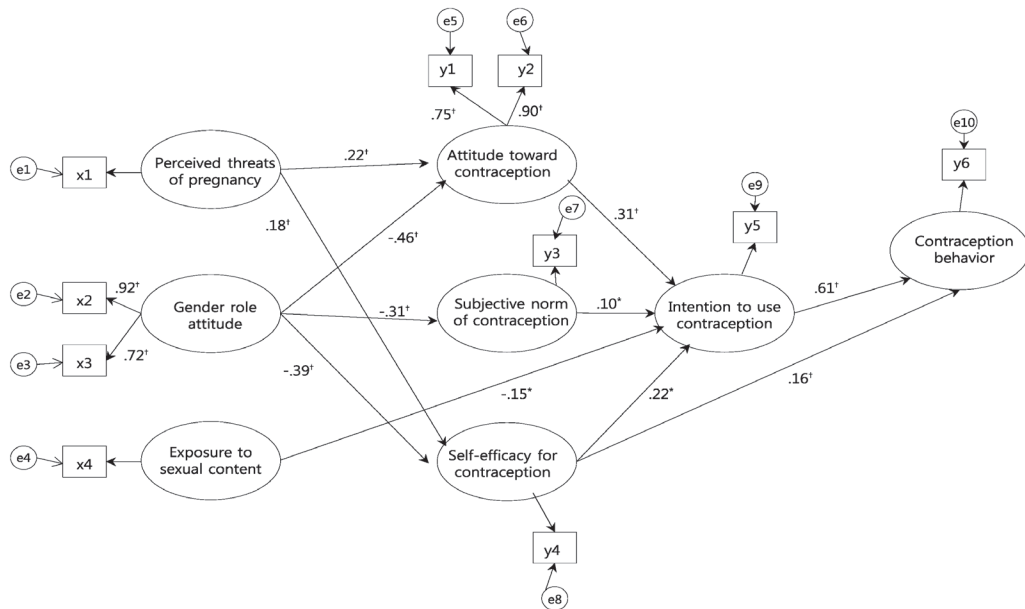 e5
e6
y1
y2
e10
.75†
.90†
e1
x1
Perceived threats
of pregnancy
.22†
Attitude toward
contraception
y6
e9
e7
.18†
.31†
y5
-.46†
y3
Contraception
behavior
e2
x2
.92†
Gender role
attitude
-.31†
Subjective norm
of contraception
.10*
Intention to use
contraception
.61†
e3
x3
.72†
-.39†
-.15*
.22*
.16†
e4
x4
Exposure to
sexual content
Self-efficacy for
contraception
y4
e8